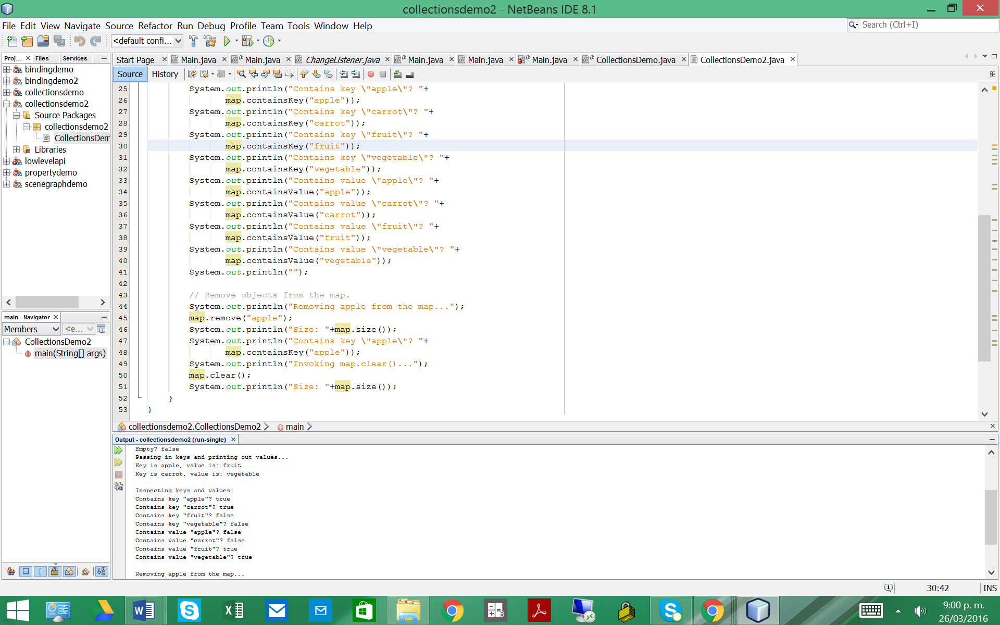 collectionsdemo2 - NetBeans IDE 8.1
File Edit View Navigate Source Refactor Run Debug Profile Team Tools Window Help
Search (Ctrl+I)
<default confi...
Proj... Files Services
Start Page Main.java Main.java ChangeListener.java Main.java Main.java Main.java CollectionsDemo.java CollectionsDemo2.java
Source History
bindingdemo
bindingdemo2
collectionsdemo
collectionsdemo2
Source Packages
collectionsdemo2
CollectionsDem
Libraries
lowlevelapi
propertydemo
scenegraphdemo
25 System.out.println("Contains key \"apple\"? "+
26 map.containsKey("apple"));
27 System.out.println("Contains key \"carrot\"? "+
28 map.containsKey("carrot"));
29 System.out.println("Contains key \"fruit\"? "+
30 map.containsKey("fruit"));
31 System.out.println("Contains key \"vegetable\"? "+
32 map.containsKey("vegetable"));
33 System.out.println("Contains value \"apple\"? "+
34 map.containsValue("apple"));
35 System.out.println("Contains value \"carrot\"? "+
36 map.containsValue("carrot"));
37 System.out.println("Contains value \"fruit\"? "+
38 map.containsValue("fruit"));
39 System.out.println("Contains value \"vegetable\"? "+
40 map.containsValue("vegetable"));
41 System.out.println("");
42
43 // Remove objects from the map.
44 System.out.println("Removing apple from the map...");
45 map.remove("apple");
46 System.out.println("Size: "+map.size());
47 System.out.println("Contains key \"apple\"? "+
48 map.containsKey("apple"));
49 System.out.println("Invoking map.clear()...");
50 map.clear();
51 System.out.println("Size: "+map.size());
52 }
53 }
main - Navigator
Members <e...
CollectionsDemo2
main(String[] args)
collectionsdemo2.CollectionsDemo2 main
Output - collectionsdemo2 (run-single)
Empty? false
Passing in keys and printing out values...
Key is apple, value is: fruit
Key is carrot, value is: vegetable
Inspecting keys and values:
Contains key "apple"? true
Contains key "carrot"? true
Contains key "fruit"? false
Contains key "vegetable"? false
Contains value "apple"? false
Contains value "carrot"? false
Contains value "fruit"? true
Contains value "vegetable"? true
Removing apple from the map...
1 30:42 INS
9:00 p. m.
26/03/2016